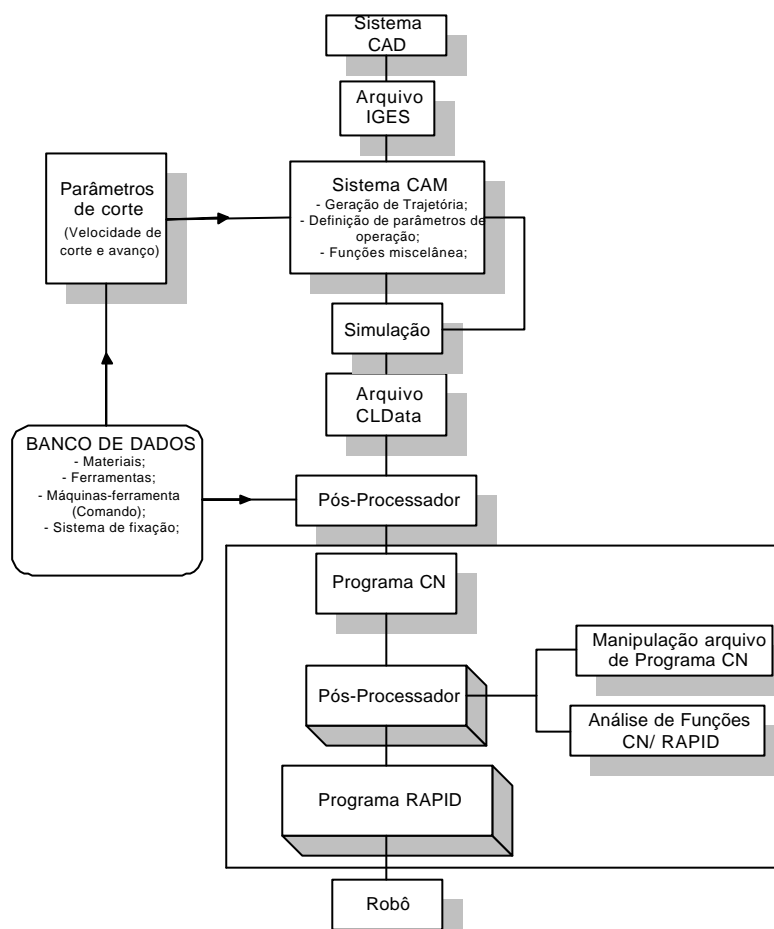 Sistema
CAD
Arquivo
IGES
Parâmetros
de corte
(Velocidade de
corte e avanço)
Sistema CAM
- Geração de Trajetória;
- Definição de parâmetros de
operação;
- Funções miscelânea;
Simulação
Arquivo
CLData
BANCO DE DADOS
- Materiais;
- Ferramentas;
- Máquinas-ferramenta
(Comando);
- Sistema de fixação;
Pós-Processador
Programa CN
Pós-Processador
Manipulação arquivo
de Programa CN
Análise de Funções
CN/ RAPID
Programa RAPID
Robô